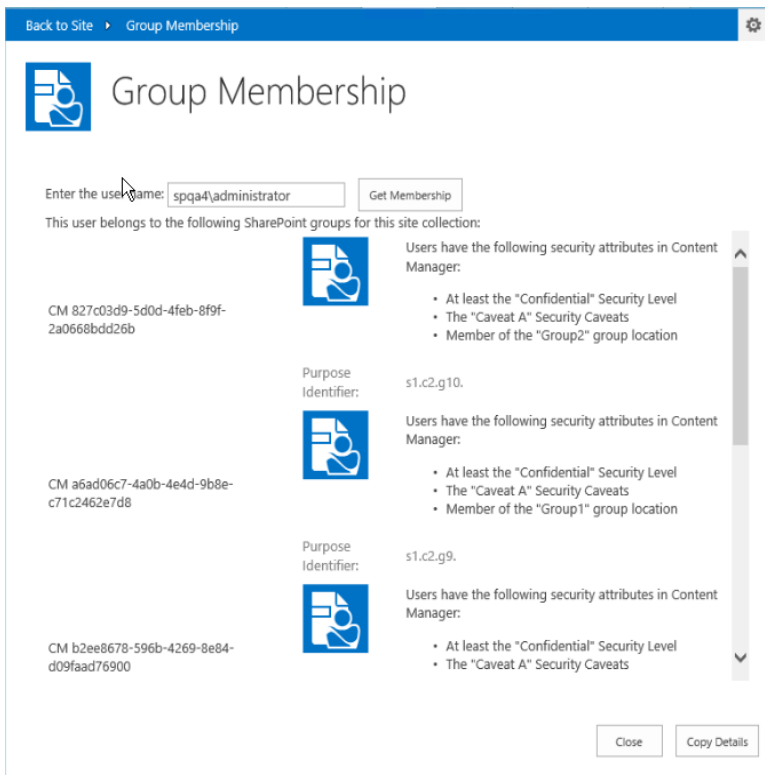 Back to Site Group Membership
Group Membership
Enter the user name: spqa4\administrator Get Membership
This user belongs to the following SharePoint groups for this site collection:
CM 827c03d9-5d0d-4feb-8f9f-
2a0668bdd26b
Users have the following security attributes in Content
Manager:
• At least the "Confidential" Security Level
• The "Caveat A" Security Caveats
• Member of the "Group2" group location
Purpose
Identifier:
s1.c2.g10.
CM a6ad06c7-4a0b-4e4d-9b8e-
c71c2462e7d8
Users have the following security attributes in Content
Manager:
• At least the "Confidential" Security Level
• The "Caveat A" Security Caveats
• Member of the "Group1" group location
Purpose
Identifier:
s1.c2.g9.
CM b2ee8678-596b-4269-8e84-
d09faad76900
Users have the following security attributes in Content
Manager:
• At least the "Confidential" Security Level
• The "Caveat A" Security Caveats
Close Copy Details